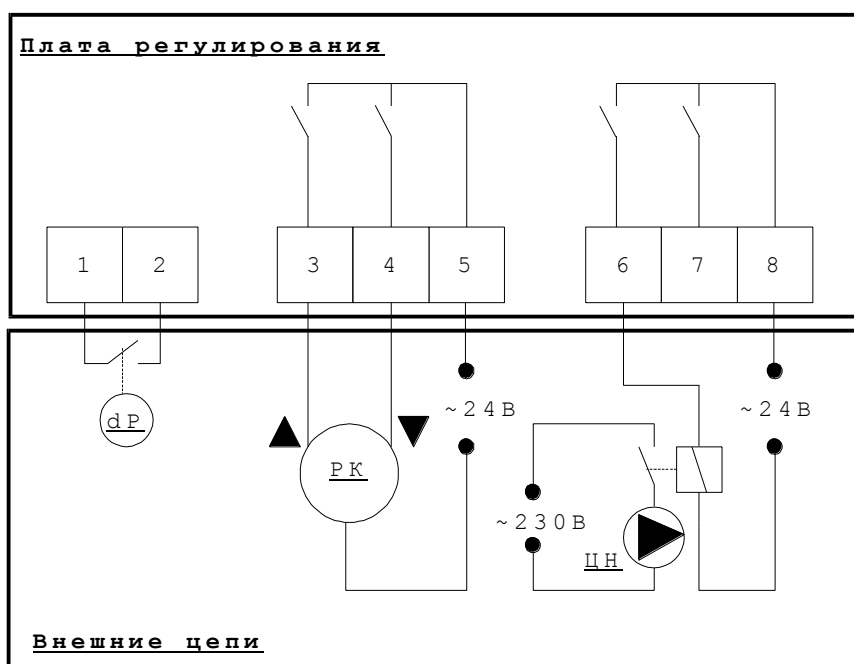 Плата регулирования
1 2 3 4 5 6 7 8
dP
~24В ~24В
РК
~230В
ЦН
Внешние цепи